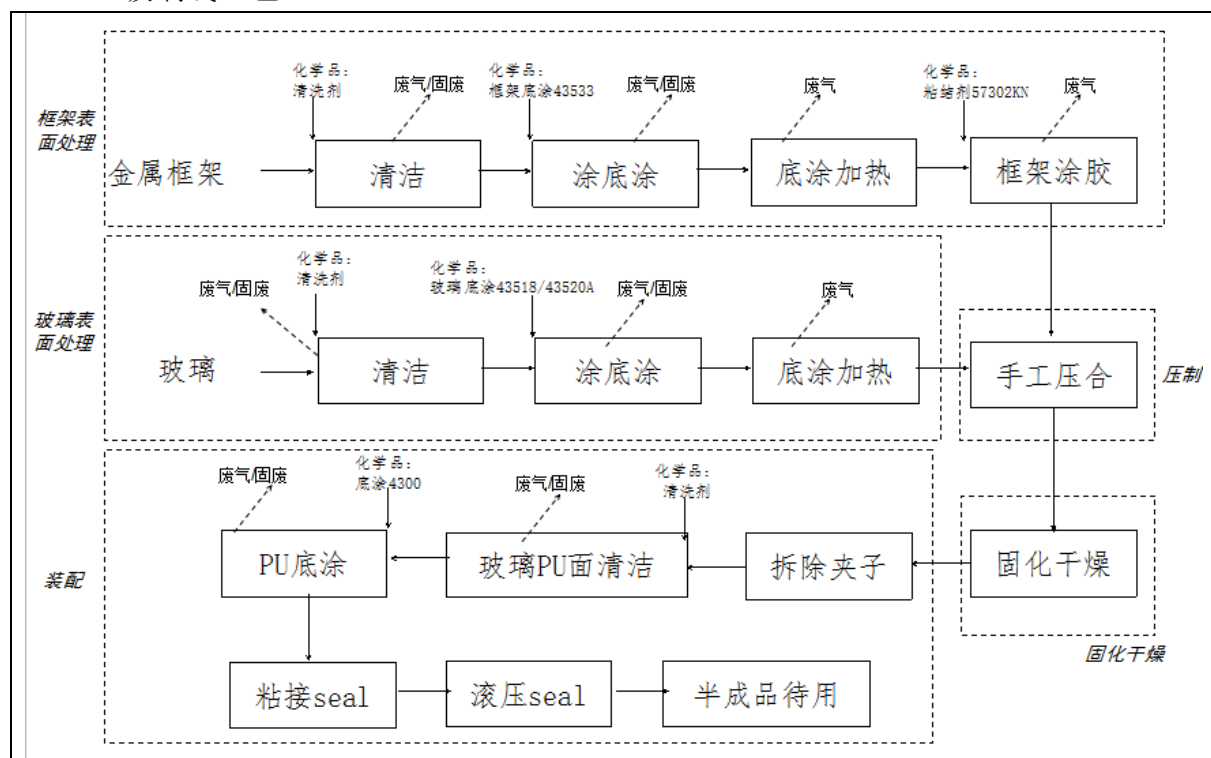 化学品：
清洗剂
废气/固废
化学品：
框架底涂43533
废气/固废
废气
化学品：
粘结剂57302KN
废气
框架表
面处理
金属框架
清洁
涂底涂
底涂加热
框架涂胶
化学品：
清洗剂
废气/固废
化学品：
玻璃底涂43518/43520A
废气/固废
废气
玻璃表
面处理
玻璃
清洁
涂底涂
底涂加热
手工压合
压制
废气/固废
化学品：
底涂4300
废气/固废
化学品：
清洗剂
装配
PU底涂
玻璃PU面清洁
拆除夹子
固化干燥
固化干燥
粘接seal
滚压seal
半成品待用